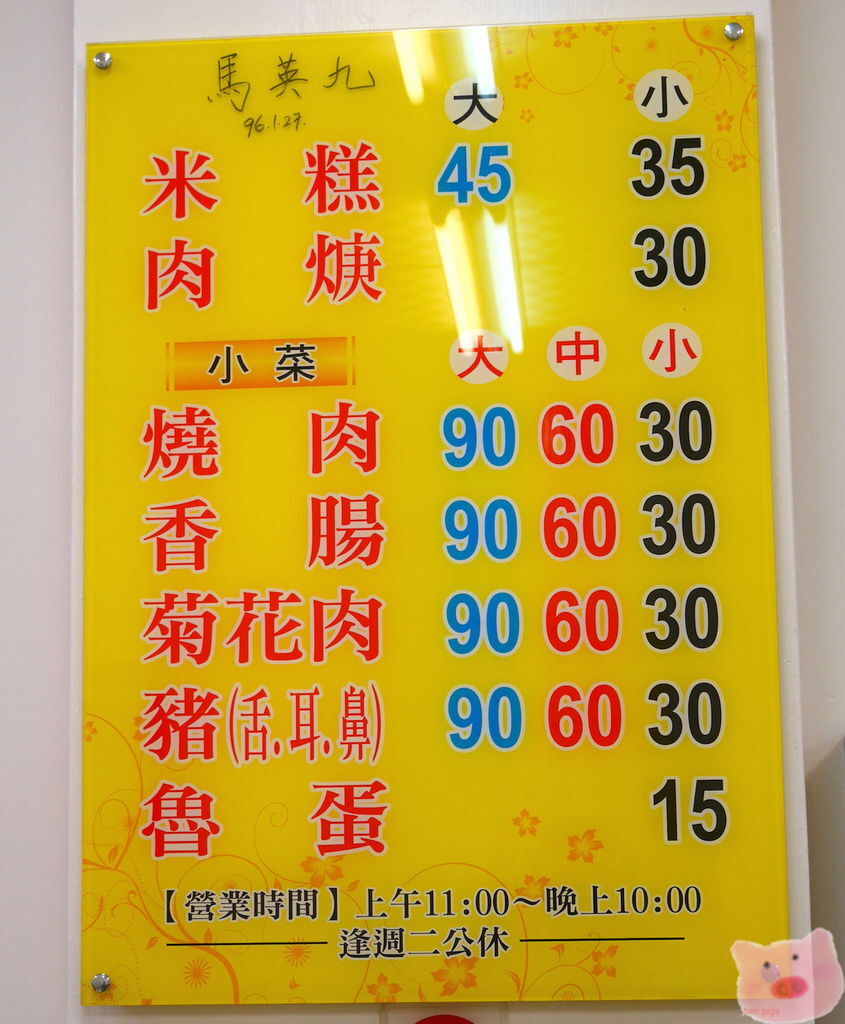 馬英九
96.1.27.
大 小
米糕 45 35
肉焿 30
小菜 大 中 小
燒肉 90 60 30
香腸 90 60 30
菊花肉 90 60 30
豬(舌.耳.鼻) 90 60 30
魯蛋 15
【營業時間】上午11:00～晚上10:00
逢週二公休
two pigs